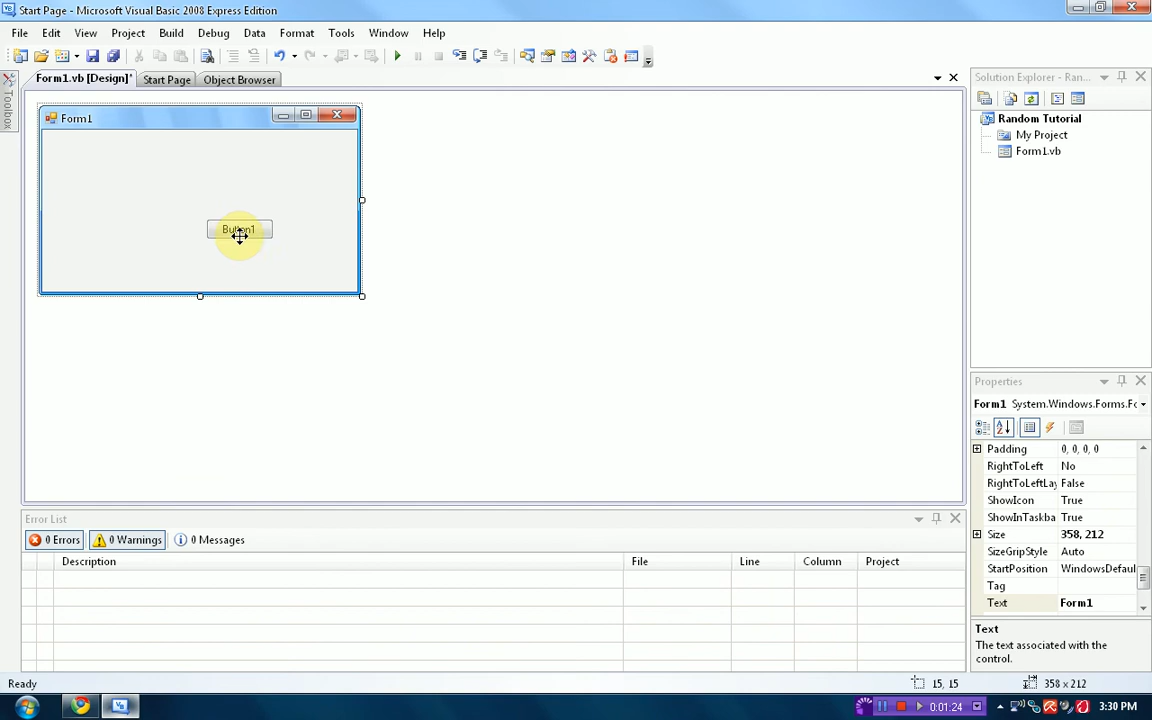 Start Page - Microsoft Visual Basic 2008 Express Edition
File Edit View Project Build Debug Data Format Tools Window Help
Form1.vb [Design]* Start Page Object Browser
Toolbox
Form1
Button1
Solution Explorer - Ran...
Random Tutorial
My Project
Form1.vb
Properties
Form1 System.Windows.Forms.Fo
Padding 0, 0, 0, 0
RightToLeft No
RightToLeftLay False
ShowIcon True
ShowInTaskba True
Size 358, 212
SizeGripStyle Auto
StartPosition WindowsDefaul
Tag
Text Form1
Text
The text associated with the
control.
Error List
0 Errors 0 Warnings 0 Messages
Description File Line Column Project
Ready 15, 15 358 x 212
0:01:24 3:30 PM